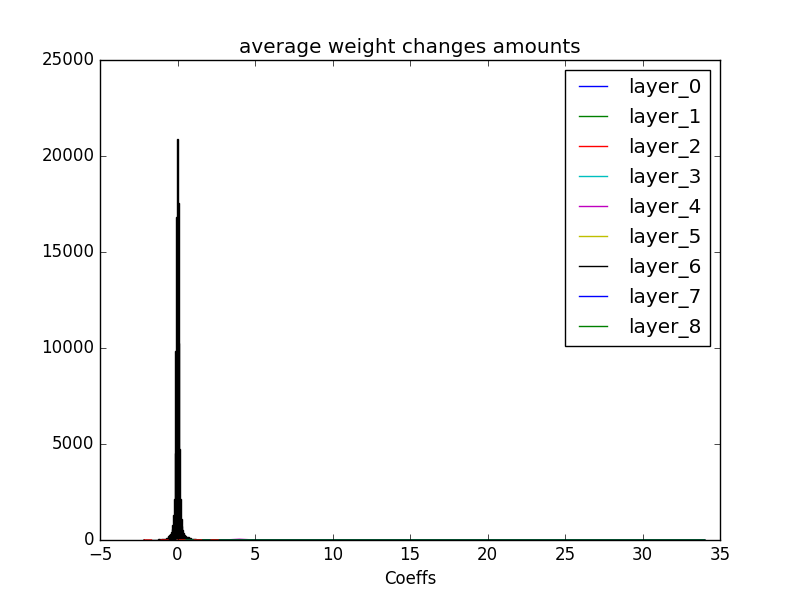 average weight changes amounts
25000
20000
15000
10000
5000
0
−5
0
5
10
15
20
25
30
35
Coeffs
layer_0
layer_1
layer_2
layer_3
layer_4
layer_5
layer_6
layer_7
layer_8